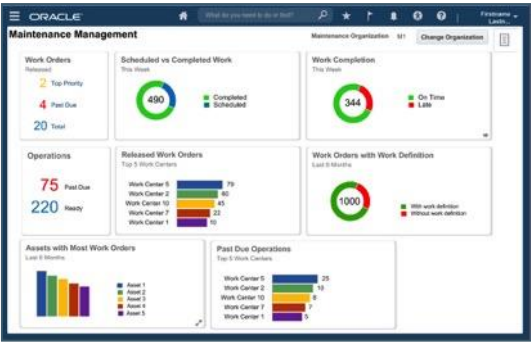 ORACLE
What do you need to do or find?
Firstname
Lastn...
Maintenance Management
Maintenance Organization M1 Change Organization
Work Orders
Released
2 Top Priority
4 Past Due
20 Total
Scheduled vs Completed Work
This Week
490
Completed
Scheduled
Work Completion
This Week
344
On Time
Late
Operations
75 Past Due
220 Ready
Released Work Orders
Top 5 Work Centers
Work Center 5 79
Work Center 2 60
Work Center 10 45
Work Center 7 22
Work Center 1 10
Work Orders with Work Definition
Last 6 Months
1000
With work definition
Without work definition
Assets with Most Work Orders
Last 6 Months
Asset 1
Asset 2
Asset 3
Asset 4
Asset 5
Past Due Operations
Top 5 Work Centers
Work Center 5 25
Work Center 2 10
Work Center 10 8
Work Center 7 7
Work Center 1 5